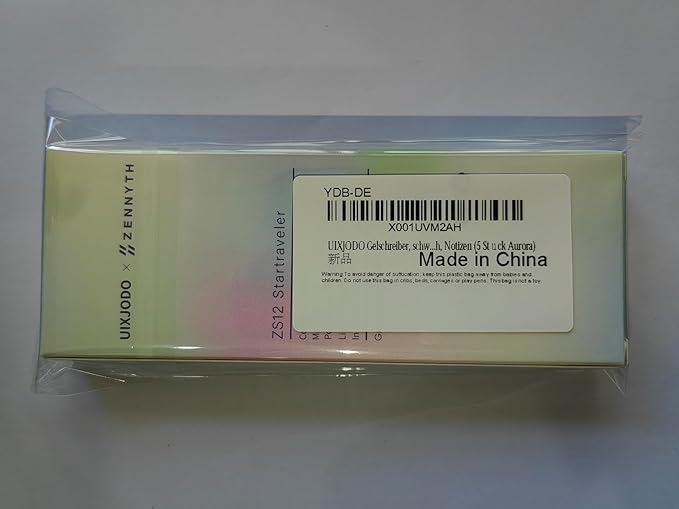 UIXJODO × ZENNYTH
ZS12 Startraveler
YDB-DE
X001UVM2AH
UIXJODO Gelschreiber, schw...h, Notizen (5 Stuck Aurora)
新品
Made in China
Warning To avoid danger of suffocation, keep this plastic bag away from babies and
children. Do not use this bag in cribs, beds, carriages or play pens. This bag is not a toy.